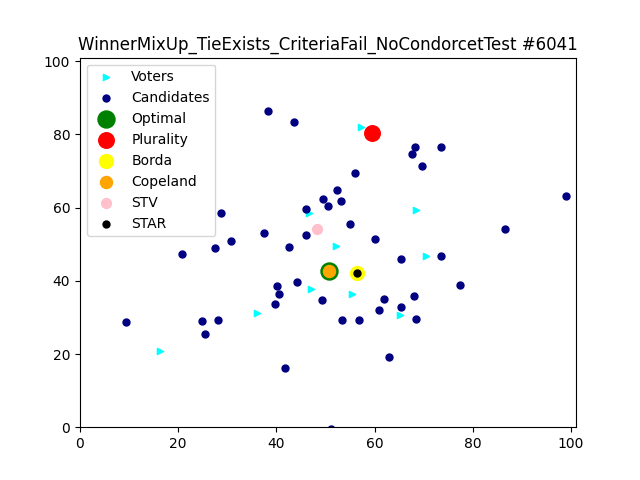 WinnerMixUp_TieExists_CriteriaFail_NoCondorcetTest #6041
100
80
60
40
20
0
Voters
Candidates
Optimal
Plurality
Borda
Copeland
STV
STAR
0 20 40 60 80 100